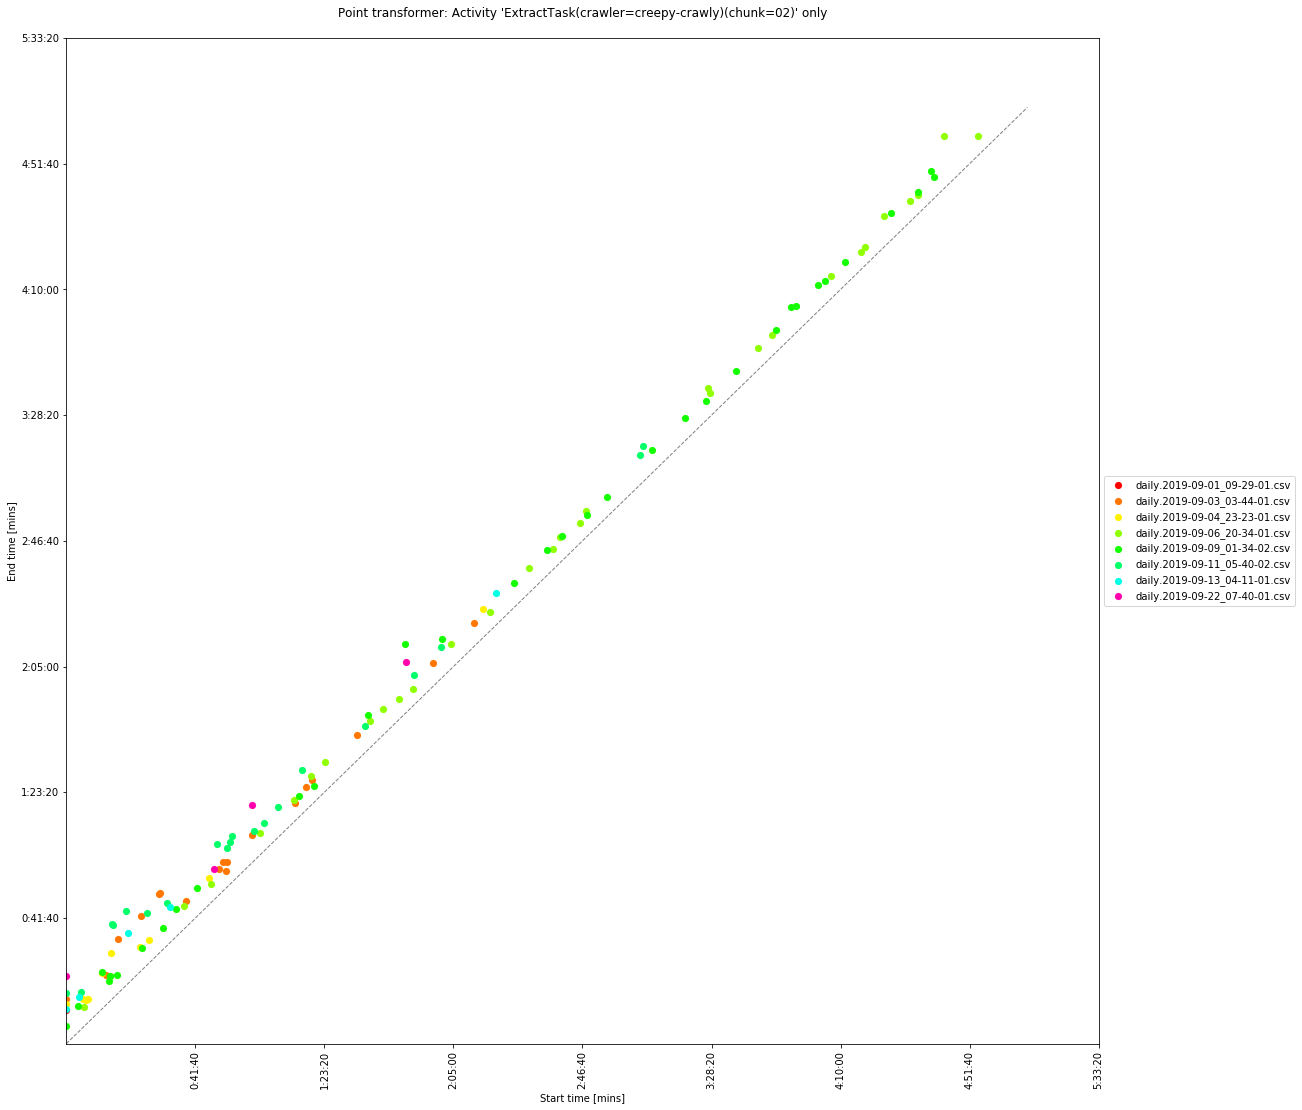 Point transformer: Activity 'ExtractTask(crawler=creepy-crawly)(chunk=02)' only
5:33:20
4:51:40
4:10:00
3:28:20
2:46:40
2:05:00
1:23:20
0:41:40
End time [mins]
0:41:40
1:23:20
2:05:00
2:46:40
3:28:20
4:10:00
4:51:40
5:33:20
Start time [mins]
daily.2019-09-01_09-29-01.csv
daily.2019-09-03_03-44-01.csv
daily.2019-09-04_23-23-01.csv
daily.2019-09-06_20-34-01.csv
daily.2019-09-09_01-34-02.csv
daily.2019-09-11_05-40-02.csv
daily.2019-09-13_04-11-01.csv
daily.2019-09-22_07-40-01.csv